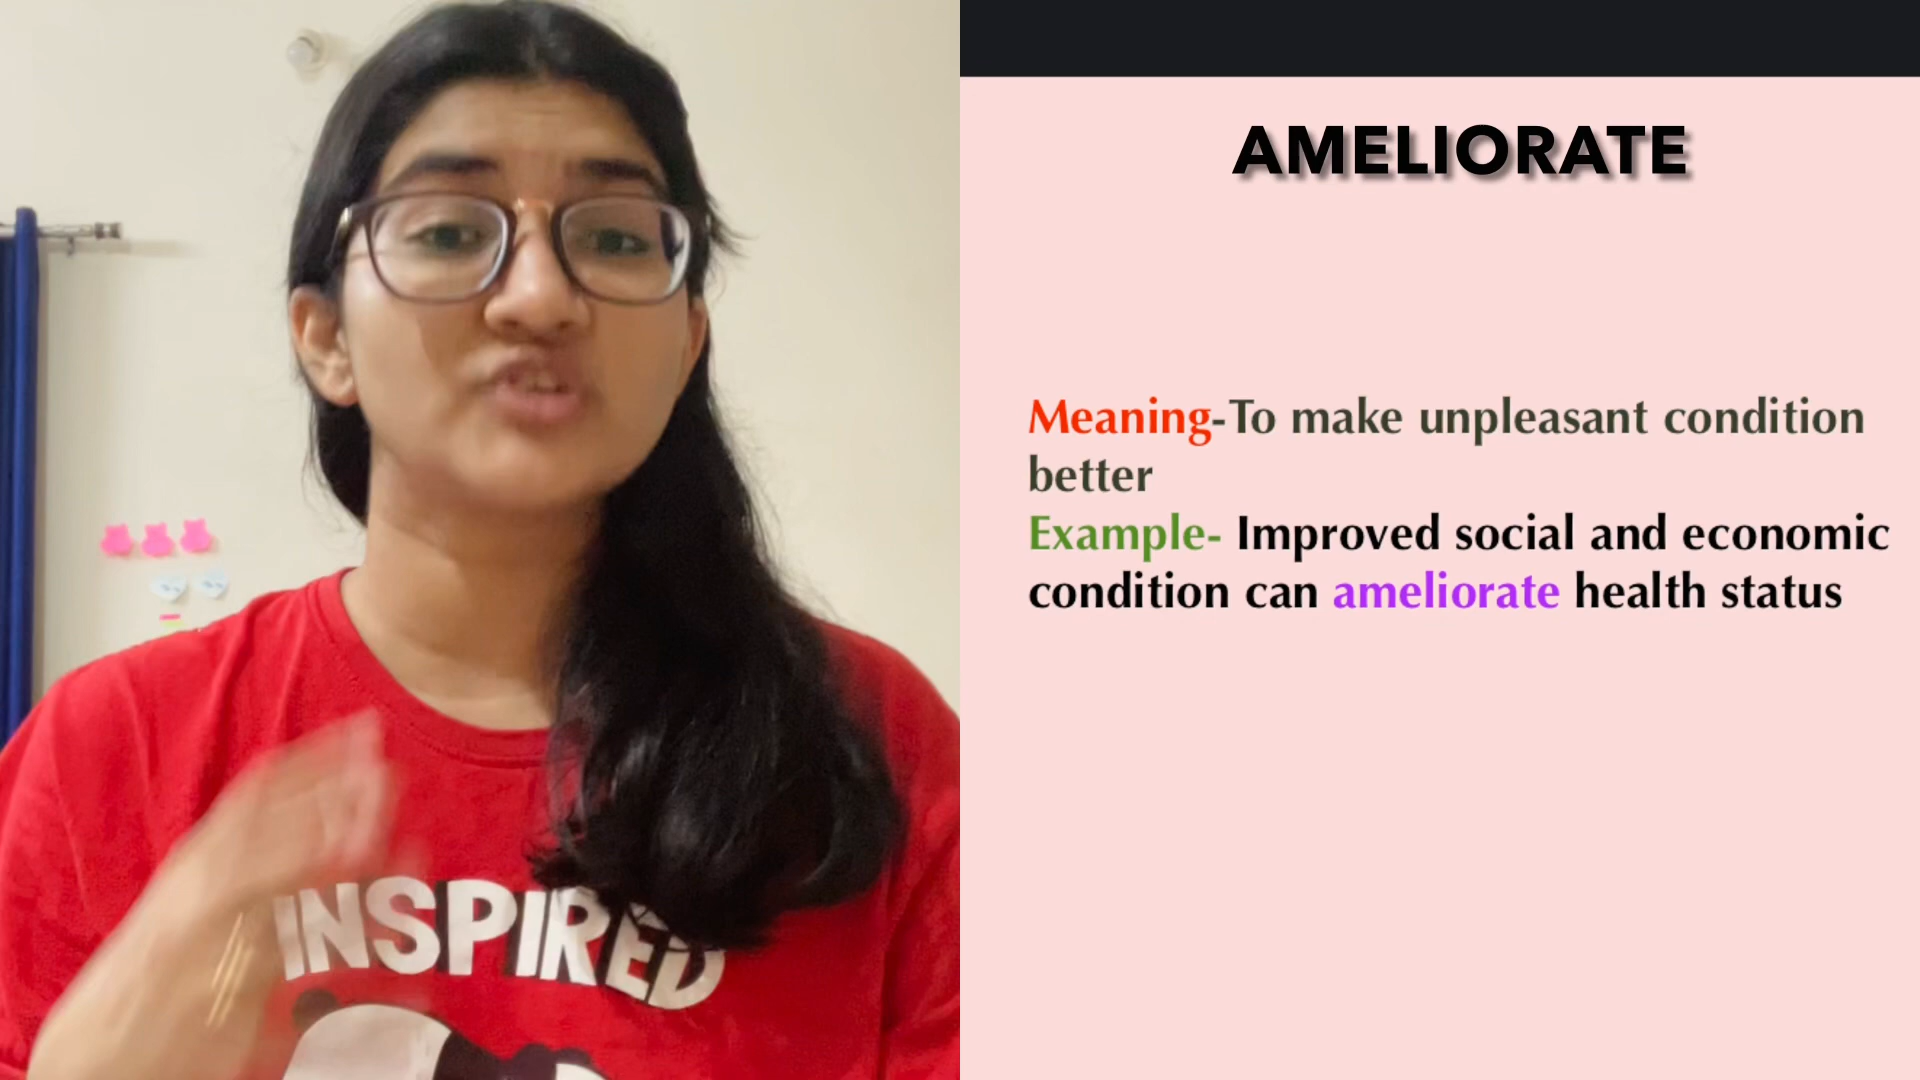 AMELIORATE
Meaning-To make unpleasant condition
better
Example- Improved social and economic
condition can ameliorate health status
INSPIRED